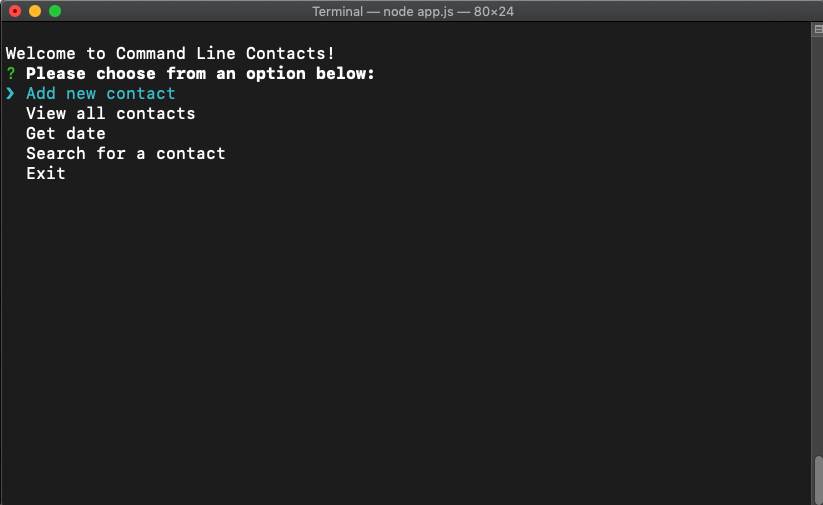 Terminal — node app.js — 80×24
Welcome to Command Line Contacts!
? Please choose from an option below:
❯ Add new contact
View all contacts
Get date
Search for a contact
Exit